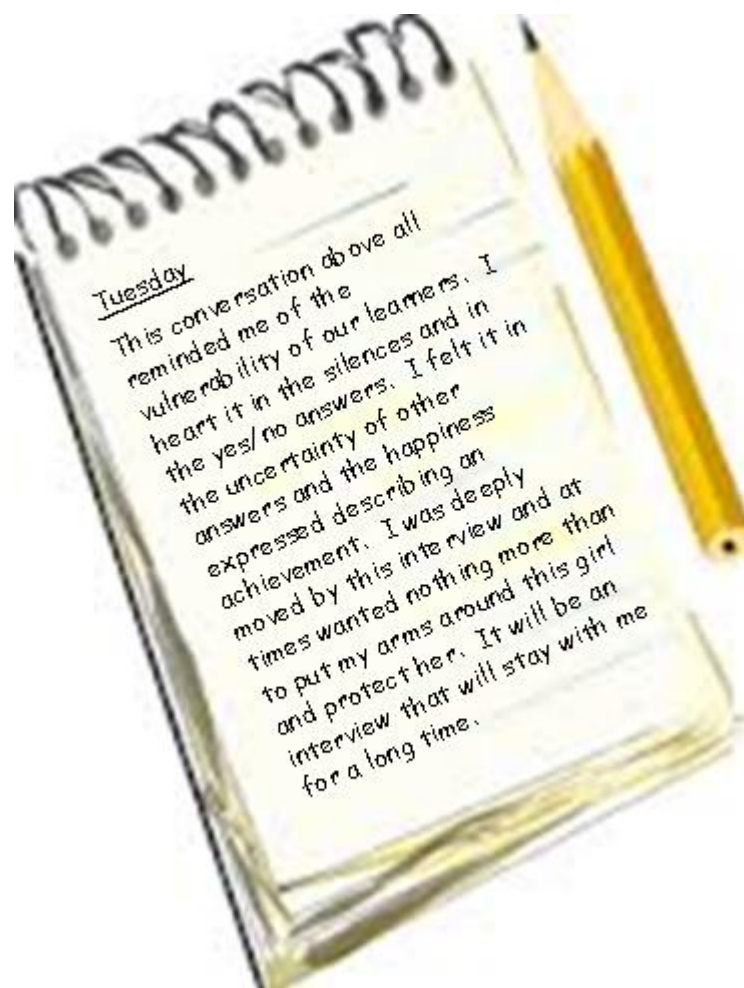 Tuesday
This conversation above all
reminded me of the
vulnerability of our learners. I
heart it in the silences and in
the yes/no answers. I felt it in
the uncertainty of other
answers and the happiness
expressed describing an
achievement. I was deeply
moved by this interview and at
times wanted nothing more than
to put my arms around this girl
and protect her. It will be an
interview that will stay with me
for a long time.